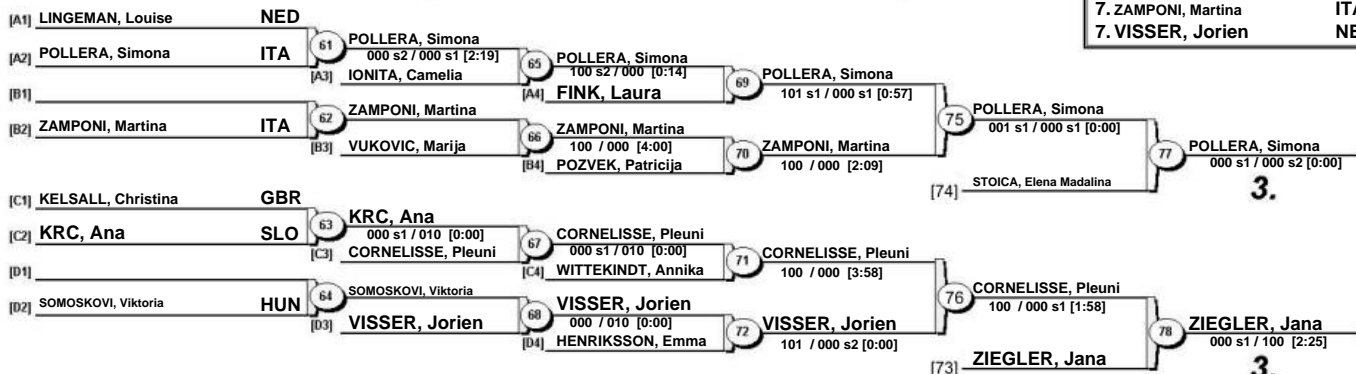 7. ZAMPONI, Martina ITA
7. VISSER, Jorien NE
[A1] LINGEMAN, Louise NED
[A2] POLLERA, Simona ITA
61
POLLERA, Simona
000 s2 / 000 s1 [2:19]
[A3] IONITA, Camelia
65
POLLERA, Simona
100 s2 / 000 [0:14]
[A4] FINK, Laura
69
POLLERA, Simona
101 s1 / 000 s1 [0:57]
[B1]
[B2] ZAMPONI, Martina ITA
62
ZAMPONI, Martina
[B3] VUKOVIC, Marija
66
ZAMPONI, Martina
100 / 000 [4:00]
[B4] POZVEK, Patricija
70
ZAMPONI, Martina
100 / 000 [2:09]
75
POLLERA, Simona
001 s1 / 000 s1 [0:00]
[74] STOICA, Elena Madalina
77
POLLERA, Simona
000 s1 / 000 s2 [0:00]
3.
[C1] KELSALL, Christina GBR
[C2] KRC, Ana SLO
63
KRC, Ana
000 s1 / 010 [0:00]
[C3] CORNELISSE, Pleuni
67
CORNELISSE, Pleuni
000 s1 / 010 [0:00]
[C4] WITTEKINDT, Annika
71
CORNELISSE, Pleuni
100 / 000 [3:58]
[D1]
[D2] SOMOSKOVI, Viktoria HUN
64
SOMOSKOVI, Viktoria
[D3] VISSER, Jorien
68
VISSER, Jorien
000 / 010 [0:00]
[D4] HENRIKSSON, Emma
72
VISSER, Jorien
101 / 000 s2 [0:00]
76
CORNELISSE, Pleuni
100 / 000 s1 [1:58]
[73] ZIEGLER, Jana
78
ZIEGLER, Jana
000 s1 / 100 [2:25]
3.